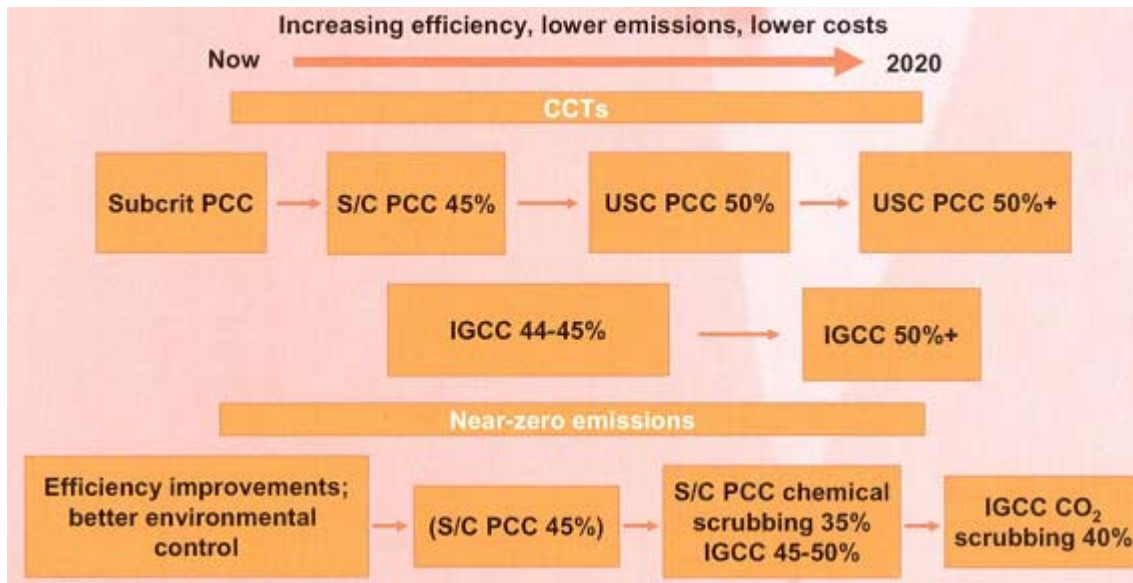 Increasing efficiency, lower emissions, lower costs
Now
2020
CCTs
Subcrit PCC
S/C PCC 45%
USC PCC 50%
USC PCC 50%+
IGCC 44-45%
IGCC 50%+
Near-zero emissions
Efficiency improvements;
better environmental
control
(S/C PCC 45%)
S/C PCC chemical
scrubbing 35%
IGCC 45-50%
IGCC CO₂
scrubbing 40%